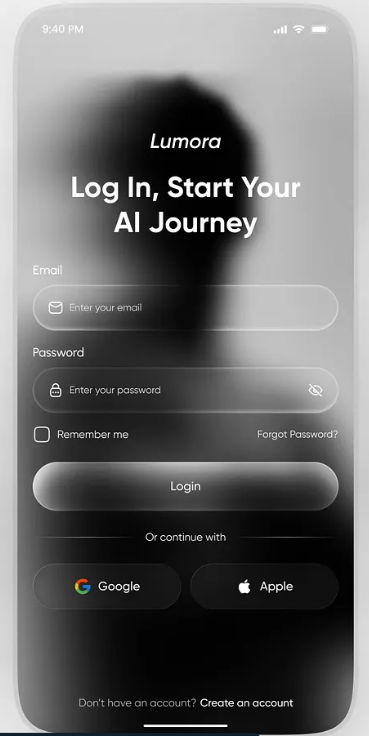 9:40 PM
Lumora
Log In, Start Your
AI Journey
Email
Enter your email
Password
Enter your password
Remember me Forgot Password?
Login
Or continue with
Google Apple
Don't have an account? Create an account